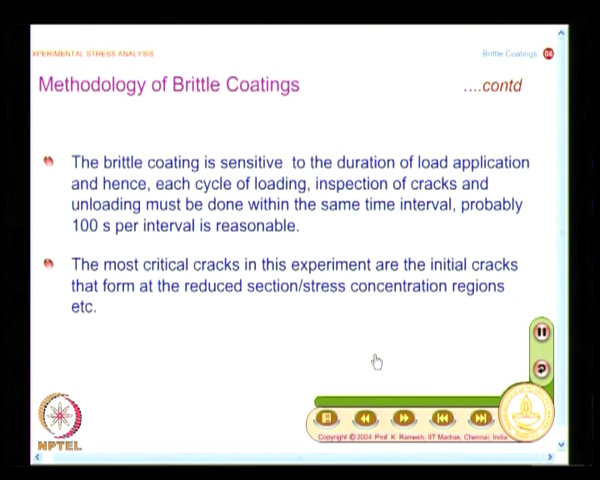 XPERIMENTAL STRESS ANALYSIS
Brittle Coatings 08
Methodology of Brittle Coatings
....contd
The brittle coating is sensitive to the duration of load application
and hence, each cycle of loading, inspection of cracks and
unloading must be done within the same time interval, probably
100 s per interval is reasonable.
The most critical cracks in this experiment are the initial cracks
that form at the reduced section/stress concentration regions
etc.
Copyright © 2004 Prof. K. Ramesh, IIT Madras, Chennai, India
NPTEL